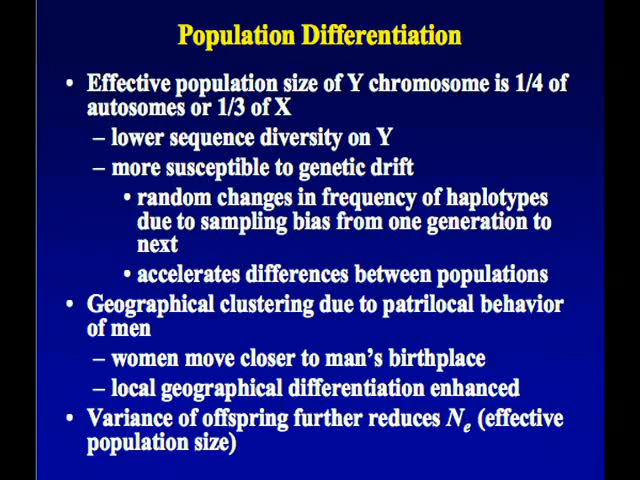 Population Differentiation
• Effective population size of Y chromosome is 1/4 of
autosomes or 1/3 of X
– lower sequence diversity on Y
– more susceptible to genetic drift
• random changes in frequency of haplotypes
due to sampling bias from one generation to
next
• accelerates differences between populations
• Geographical clustering due to patrilocal behavior
of men
– women move closer to man's birthplace
– local geographical differentiation enhanced
• Variance of offspring further reduces Ne (effective
population size)